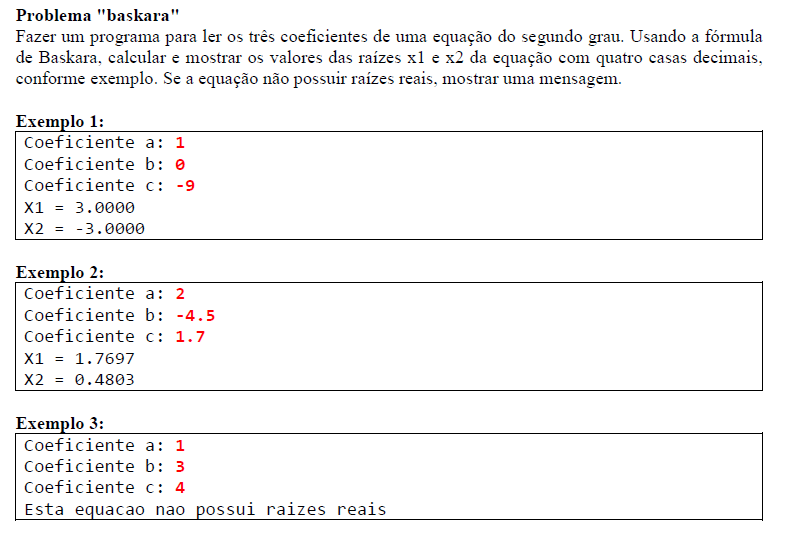 Problema "baskara"
Fazer um programa para ler os três coeficientes de uma equação do segundo grau. Usando a fórmula
de Baskara, calcular e mostrar os valores das raízes x1 e x2 da equação com quatro casas decimais,
conforme exemplo. Se a equação não possuir raízes reais, mostrar uma mensagem.
Exemplo 1:
Coeficiente a: 1
Coeficiente b: 0
Coeficiente c: -9
X1 = 3.0000
X2 = -3.0000
Exemplo 2:
Coeficiente a: 2
Coeficiente b: -4.5
Coeficiente c: 1.7
X1 = 1.7697
X2 = 0.4803
Exemplo 3:
Coeficiente a: 1
Coeficiente b: 3
Coeficiente c: 4
Esta equacao nao possui raizes reais